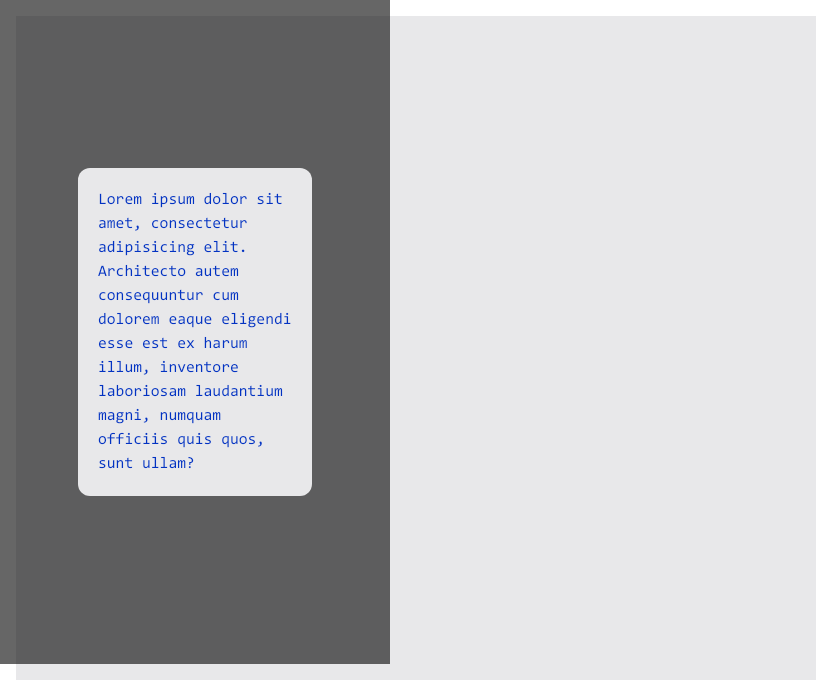 Lorem ipsum dolor sit
amet, consectetur
adipisicing elit.
Architecto autem
consequuntur cum
dolorem eaque eligendi
esse est ex harum
illum, inventore
laboriosam laudantium
magni, numquam
officiis quis quos,
sunt ullam?